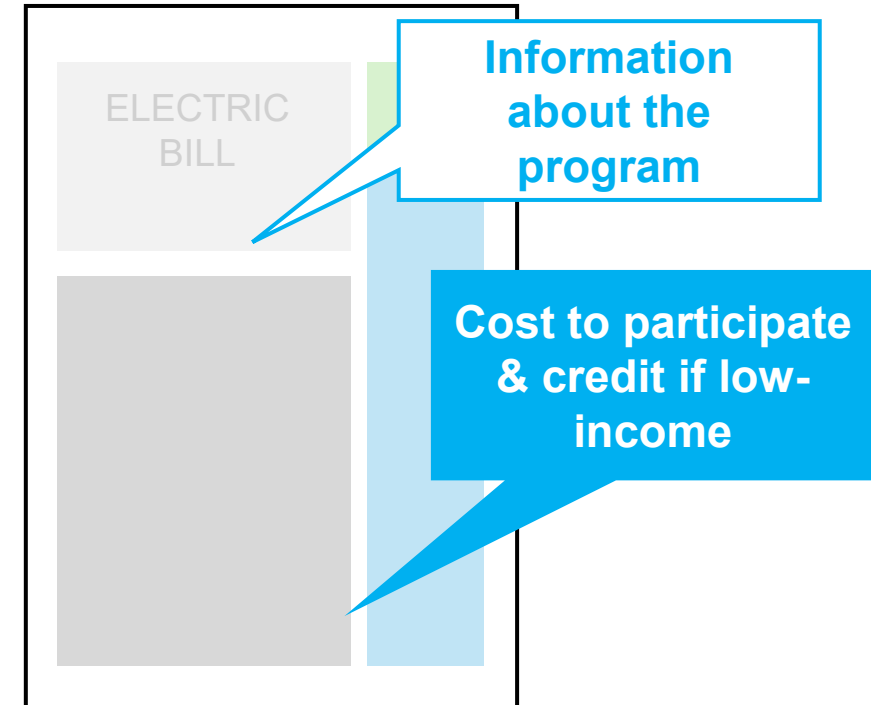 ELECTRIC
BILL
Information
about the
program
Cost to participate
& credit if low-
income